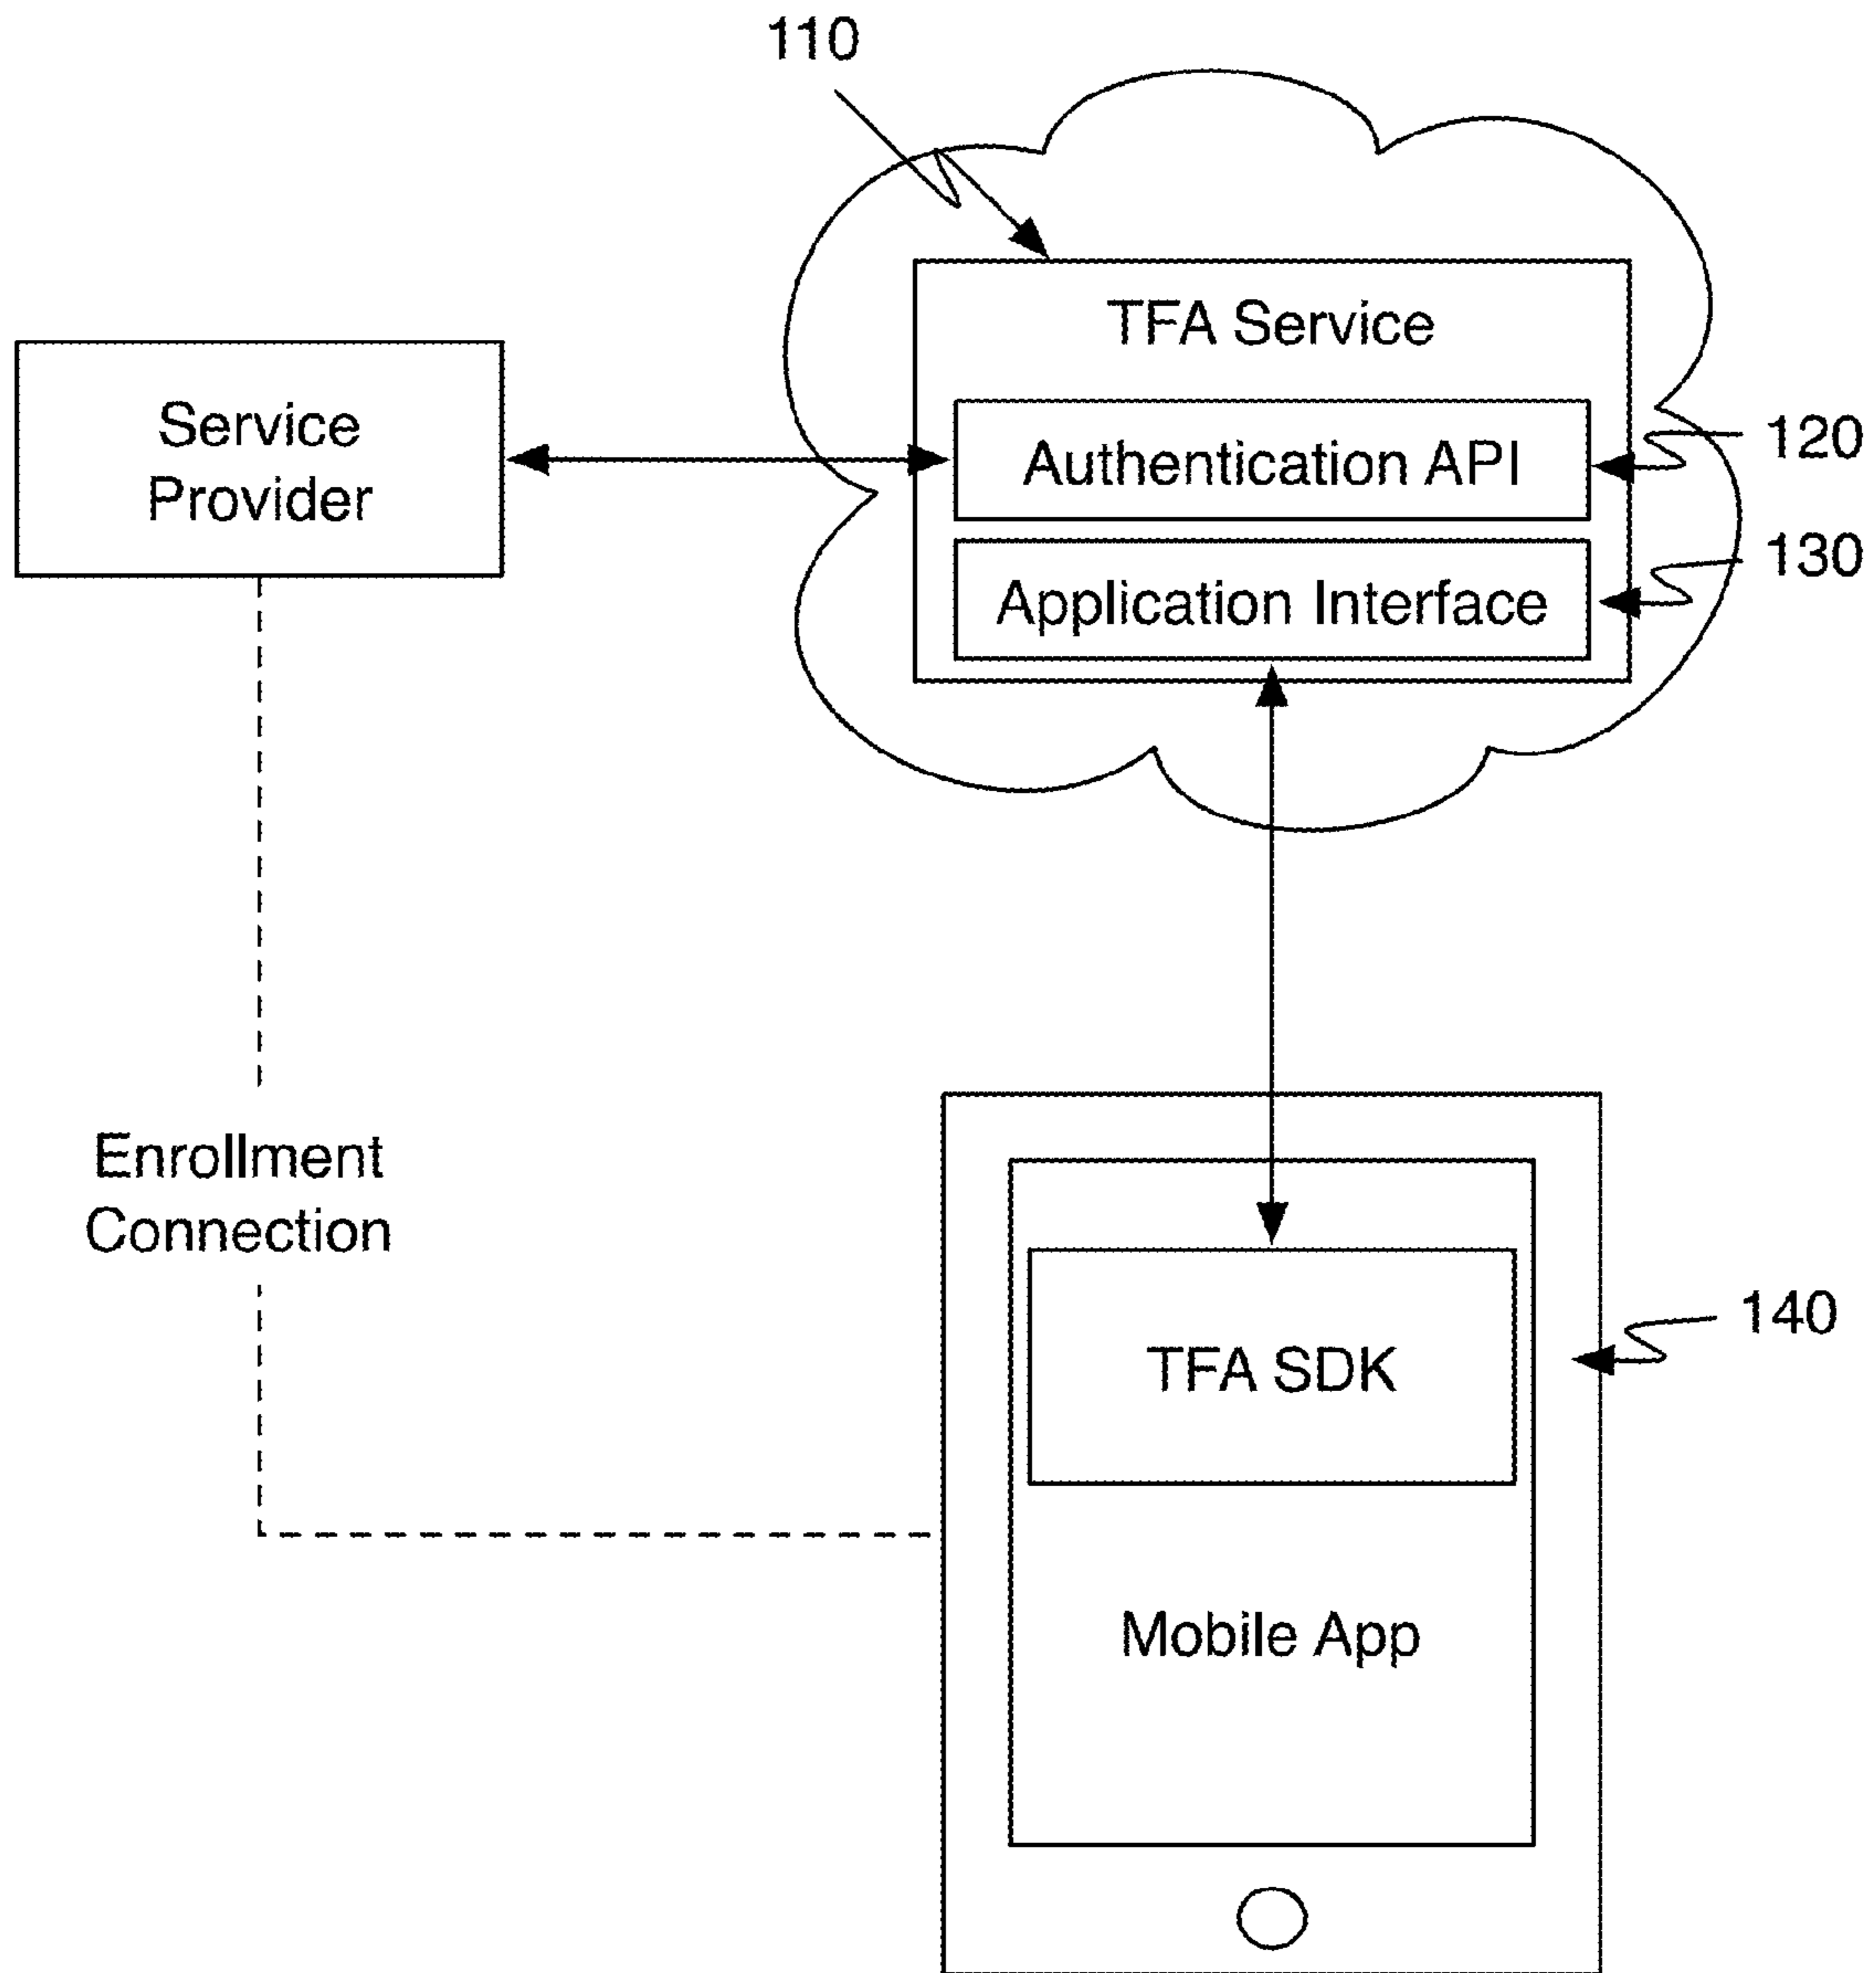 110
TFA Service
Service
Provider
Authentication API
120
Application Interface
130
Enrollment
Connection
TFA SDK
140
Mobile App